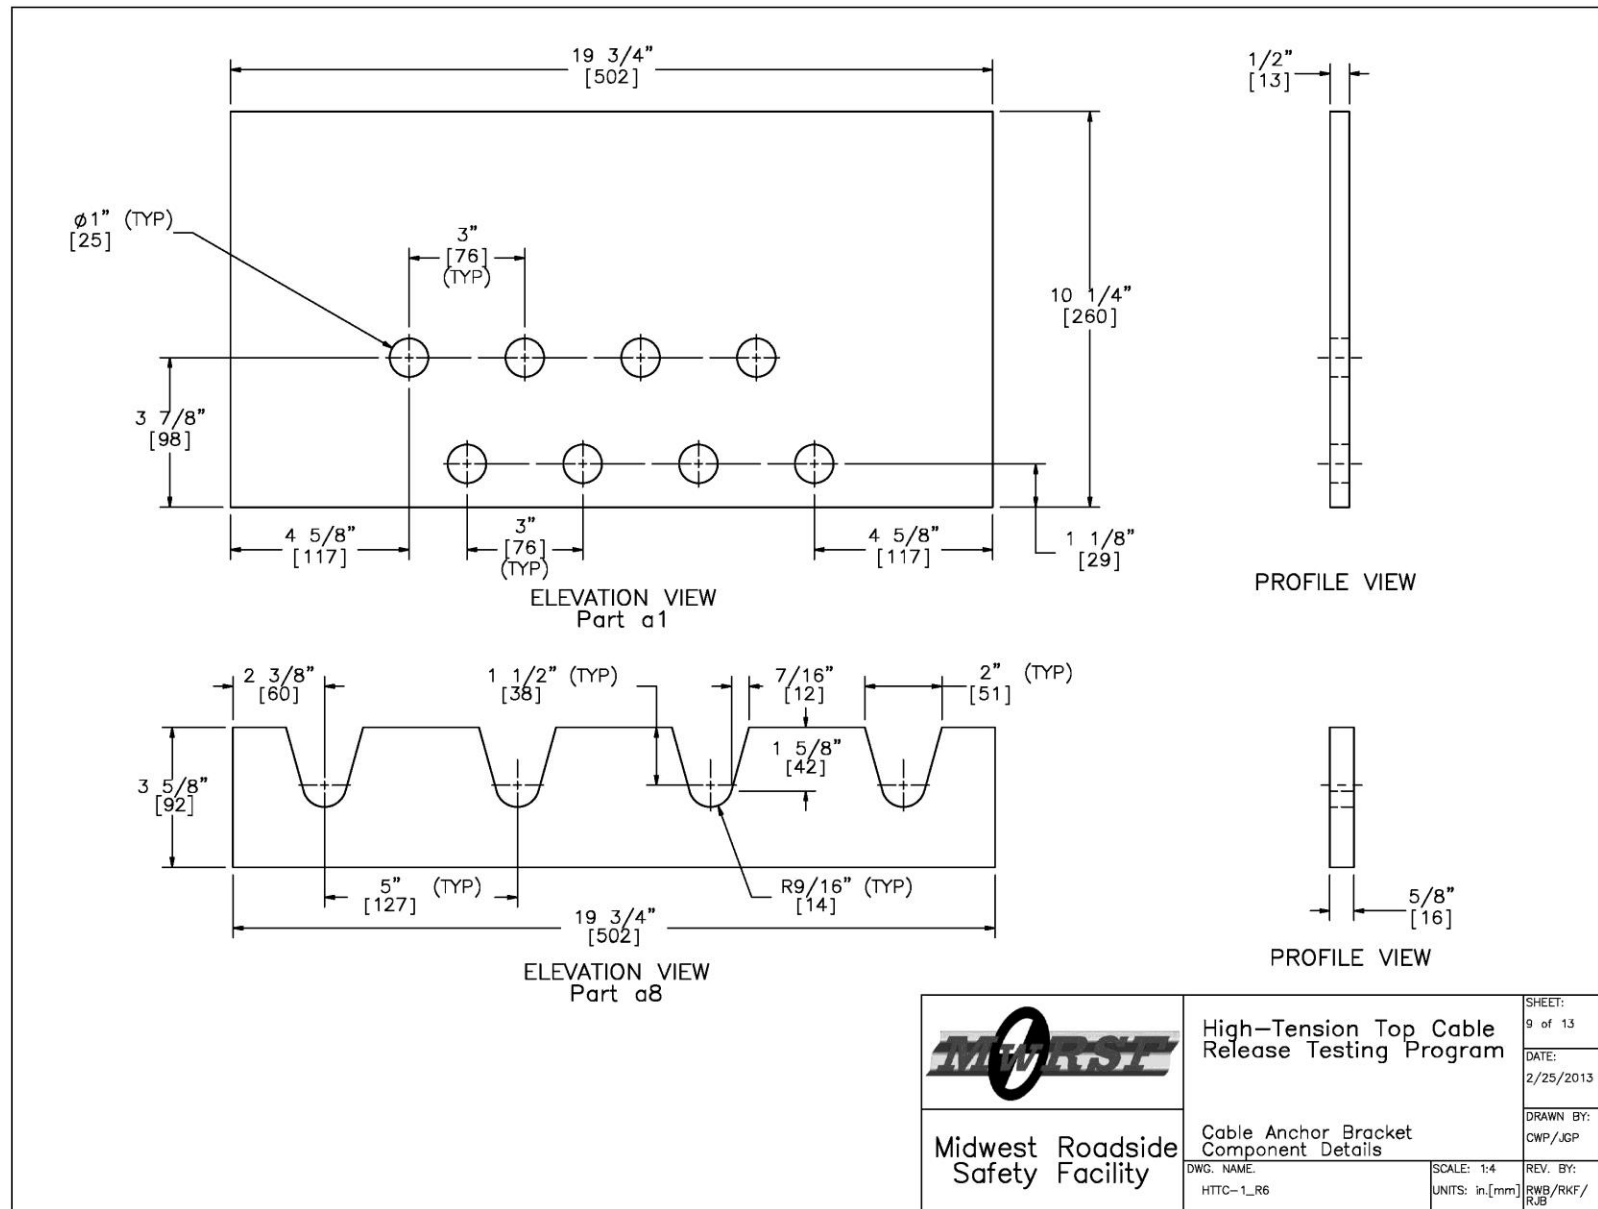 19 3/4"
[502]
1/2"
[13]
ø1" (TYP)
[25]
3"
[76]
(TYP)
10 1/4"
[260]
3 7/8"
[98]
4 5/8"
[117]
3"
[76]
(TYP)
4 5/8"
[117]
1 1/8"
[29]
ELEVATION VIEW
Part a1
PROFILE VIEW
2 3/8"
[60]
1 1/2" (TYP)
[38]
7/16"
[12]
2" (TYP)
[51]
1 5/8"
[42]
3 5/8"
[92]
5" (TYP)
[127]
R9/16" (TYP)
[14]
19 3/4"
[502]
5/8"
[16]
ELEVATION VIEW
Part a8
PROFILE VIEW
MwRSF
Midwest Roadside
Safety Facility
High-Tension Top Cable
Release Testing Program
Cable Anchor Bracket
Component Details
DWG. NAME.
HTTC-1_R6
SCALE: 1:4
UNITS: in.[mm]
SHEET:
9 of 13
DATE:
2/25/2013
DRAWN BY:
CWP/JGP
REV. BY:
RWB/RKF/
RJB